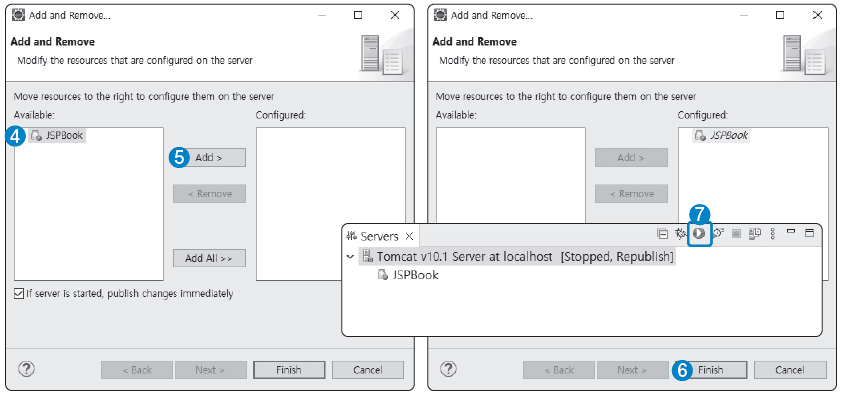 Add and Remove...
Add and Remove
Modify the resources that are configured on the server
Move resources to the right to configure them on the server
Available:
Configured:
4
JSPBook
5
Add >
< Remove
Add All >>
If server is started, publish changes immediately
?
< Back
Next >
Finish
Cancel
Add and Remove...
Add and Remove
Modify the resources that are configured on the server
Move resources to the right to configure them on the server
Available:
Configured:
JSPBook
Add >
< Remove
7
Servers
Tomcat v10.1 Server at localhost [Stopped, Republish]
JSPBook
?
< Back
Next >
6
Finish
Cancel